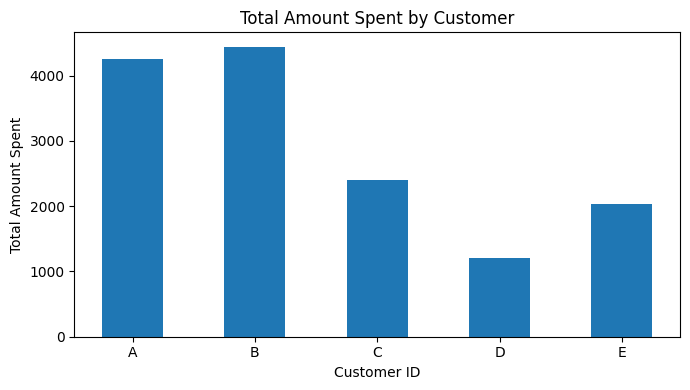 Total Amount Spent by Customer
Total Amount Spent
4000
3000
2000
1000
0
A B C D E
Customer ID